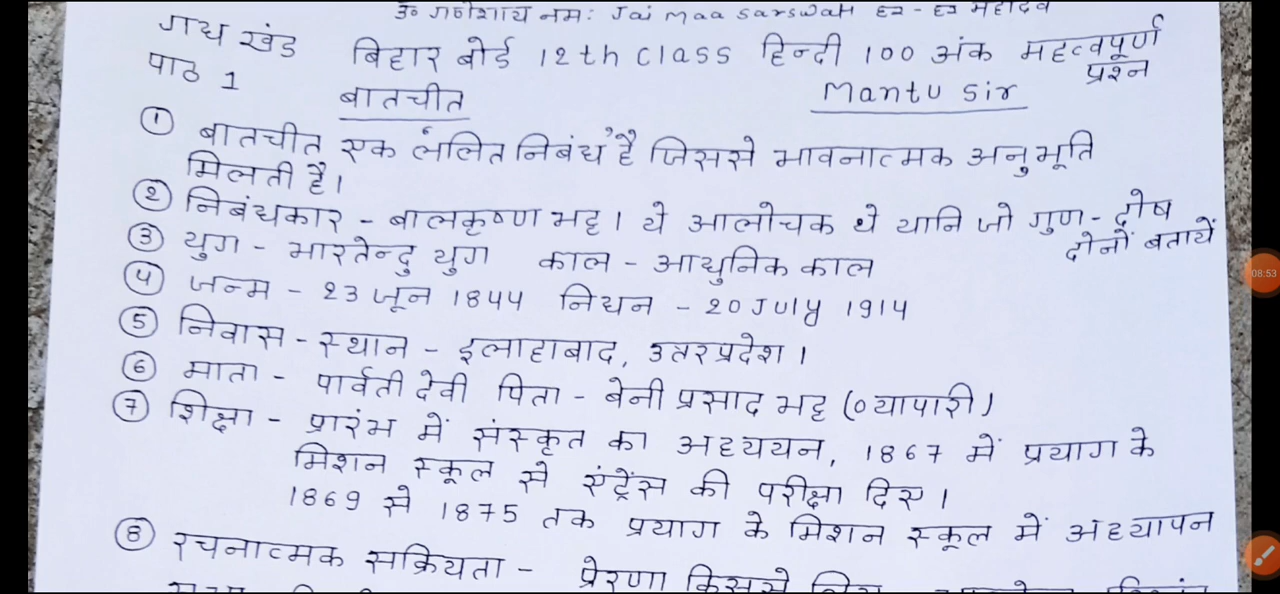 ॐ गणेशाय नमः Jai Maa Sarswati हर - हर महादेव
गद्य खंड
बिहार बोर्ड 12th class हिन्दी 100 अंक महत्वपूर्ण प्रश्न
पाठ 1
बातचीत
Mantu Sir
① बातचीत एक "ललित निबंध" है जिससे भावनात्मक अनुभूति
मिलती है।
② निबंधकार - बालकृष्ण भट्ट। ये आलोचक थे यानि जो गुण - दोष
दोनों बतायें
③ युग - भारतेन्दु युग काल - आधुनिक काल
④ जन्म - 23 जून 1844 निधन - 20 July 1914
⑤ निवास - स्थान - इलाहाबाद, उत्तरप्रदेश।
⑥ माता - पार्वती देवी पिता - बेनी प्रसाद भट्ट (व्यापारी)
⑦ शिक्षा - प्रारंभ में संस्कृत का अध्ययन, 1867 में प्रयाग के
मिशन स्कूल से एंट्रेंस की परीक्षा दिए।
1869 से 1875 तक प्रयाग के मिशन स्कूल में अध्यापन
⑧ रचनात्मक सक्रियता - प्रेरणा किससे
08:53